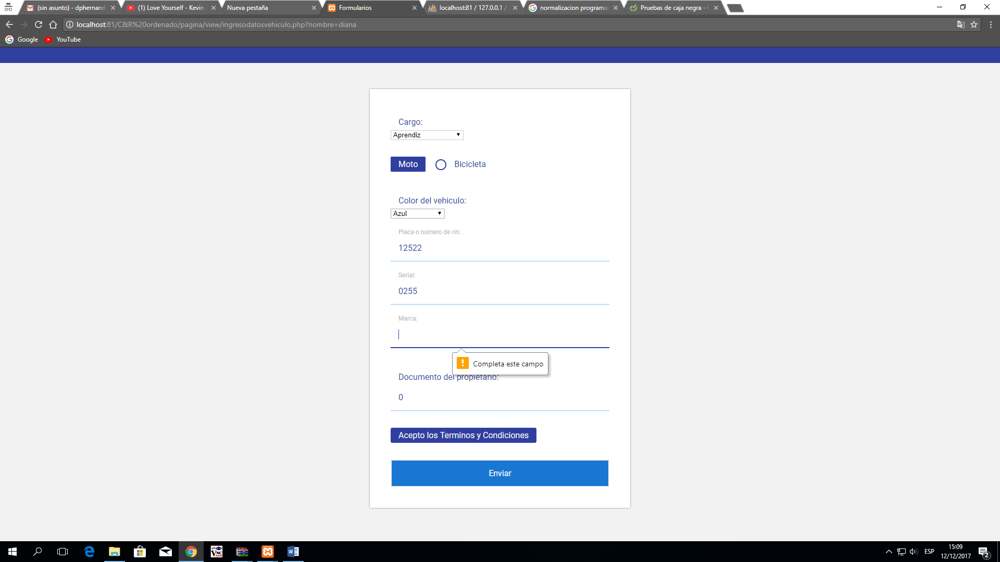 (sin asunto) - dphernand
(1) Love Yourself - Kevin
Nueva pestaña
Formularios
localhost:81 / 127.0.0.1 /
normalizacion programa
Pruebas de caja negra -
localhost:81/C&R%20ordenado/pagina/view/ingresodatosvehiculo.php?nombre=diana
Google
YouTube
Cargo:
Aprendiz
Moto
Bicicleta
Color del vehiculo:
Azul
Placa o numero de rin:
12522
Serial:
0255
Marca:
Completa este campo
Documento del propietario:
0
Acepto los Terminos y Condiciones
Enviar
ESP
15:09
12/12/2017
2